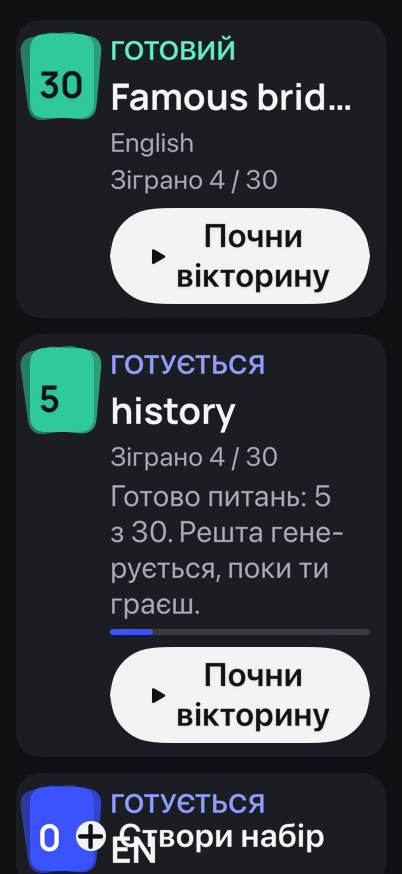 30
ГОТОВИЙ
Famous brid...
English
Зіграно 4 / 30
Почни
вікторину
5
ГОТУЄТЬСЯ
history
Зіграно 4 / 30
Готово питань: 5
з 30. Решта гене-
рується, поки ти
граєш.
Почни
вікторину
0
ГОТУЄТЬСЯ
Створи набір
EN